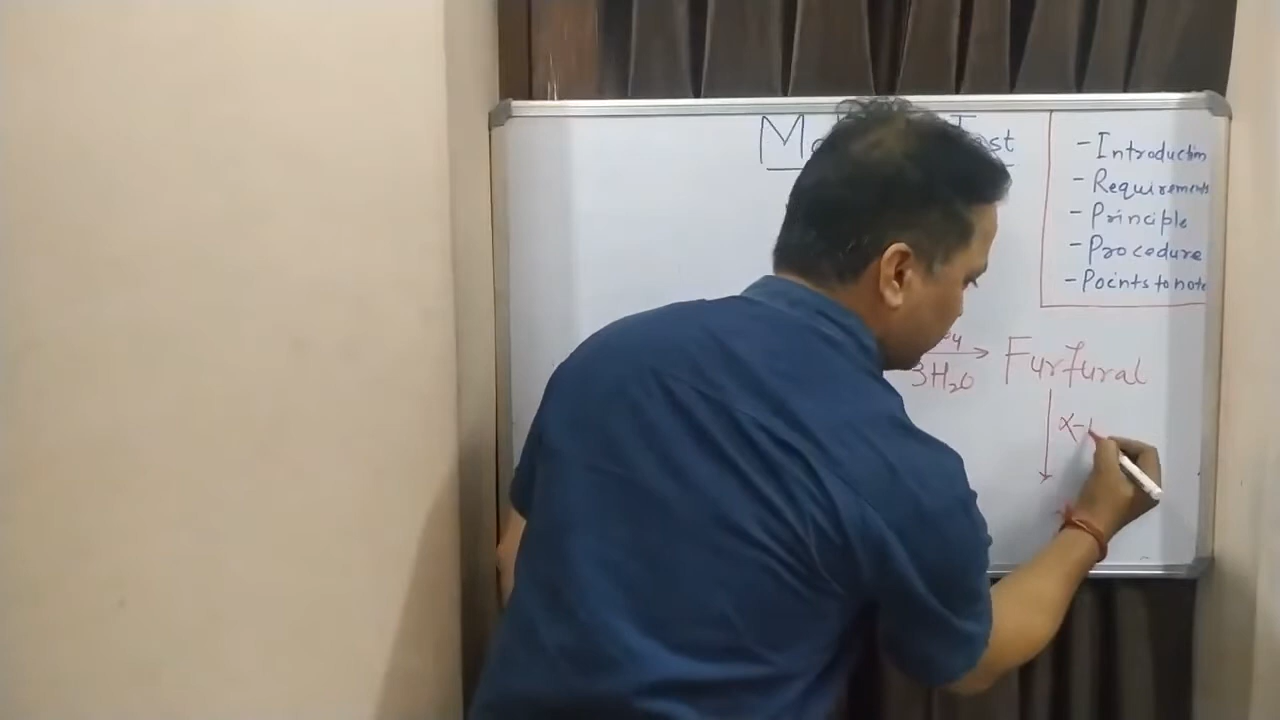 Test
- Introduction
- Requirements
- Principle
- Procedure
- Points to note
3H₂O
Furfural
α-